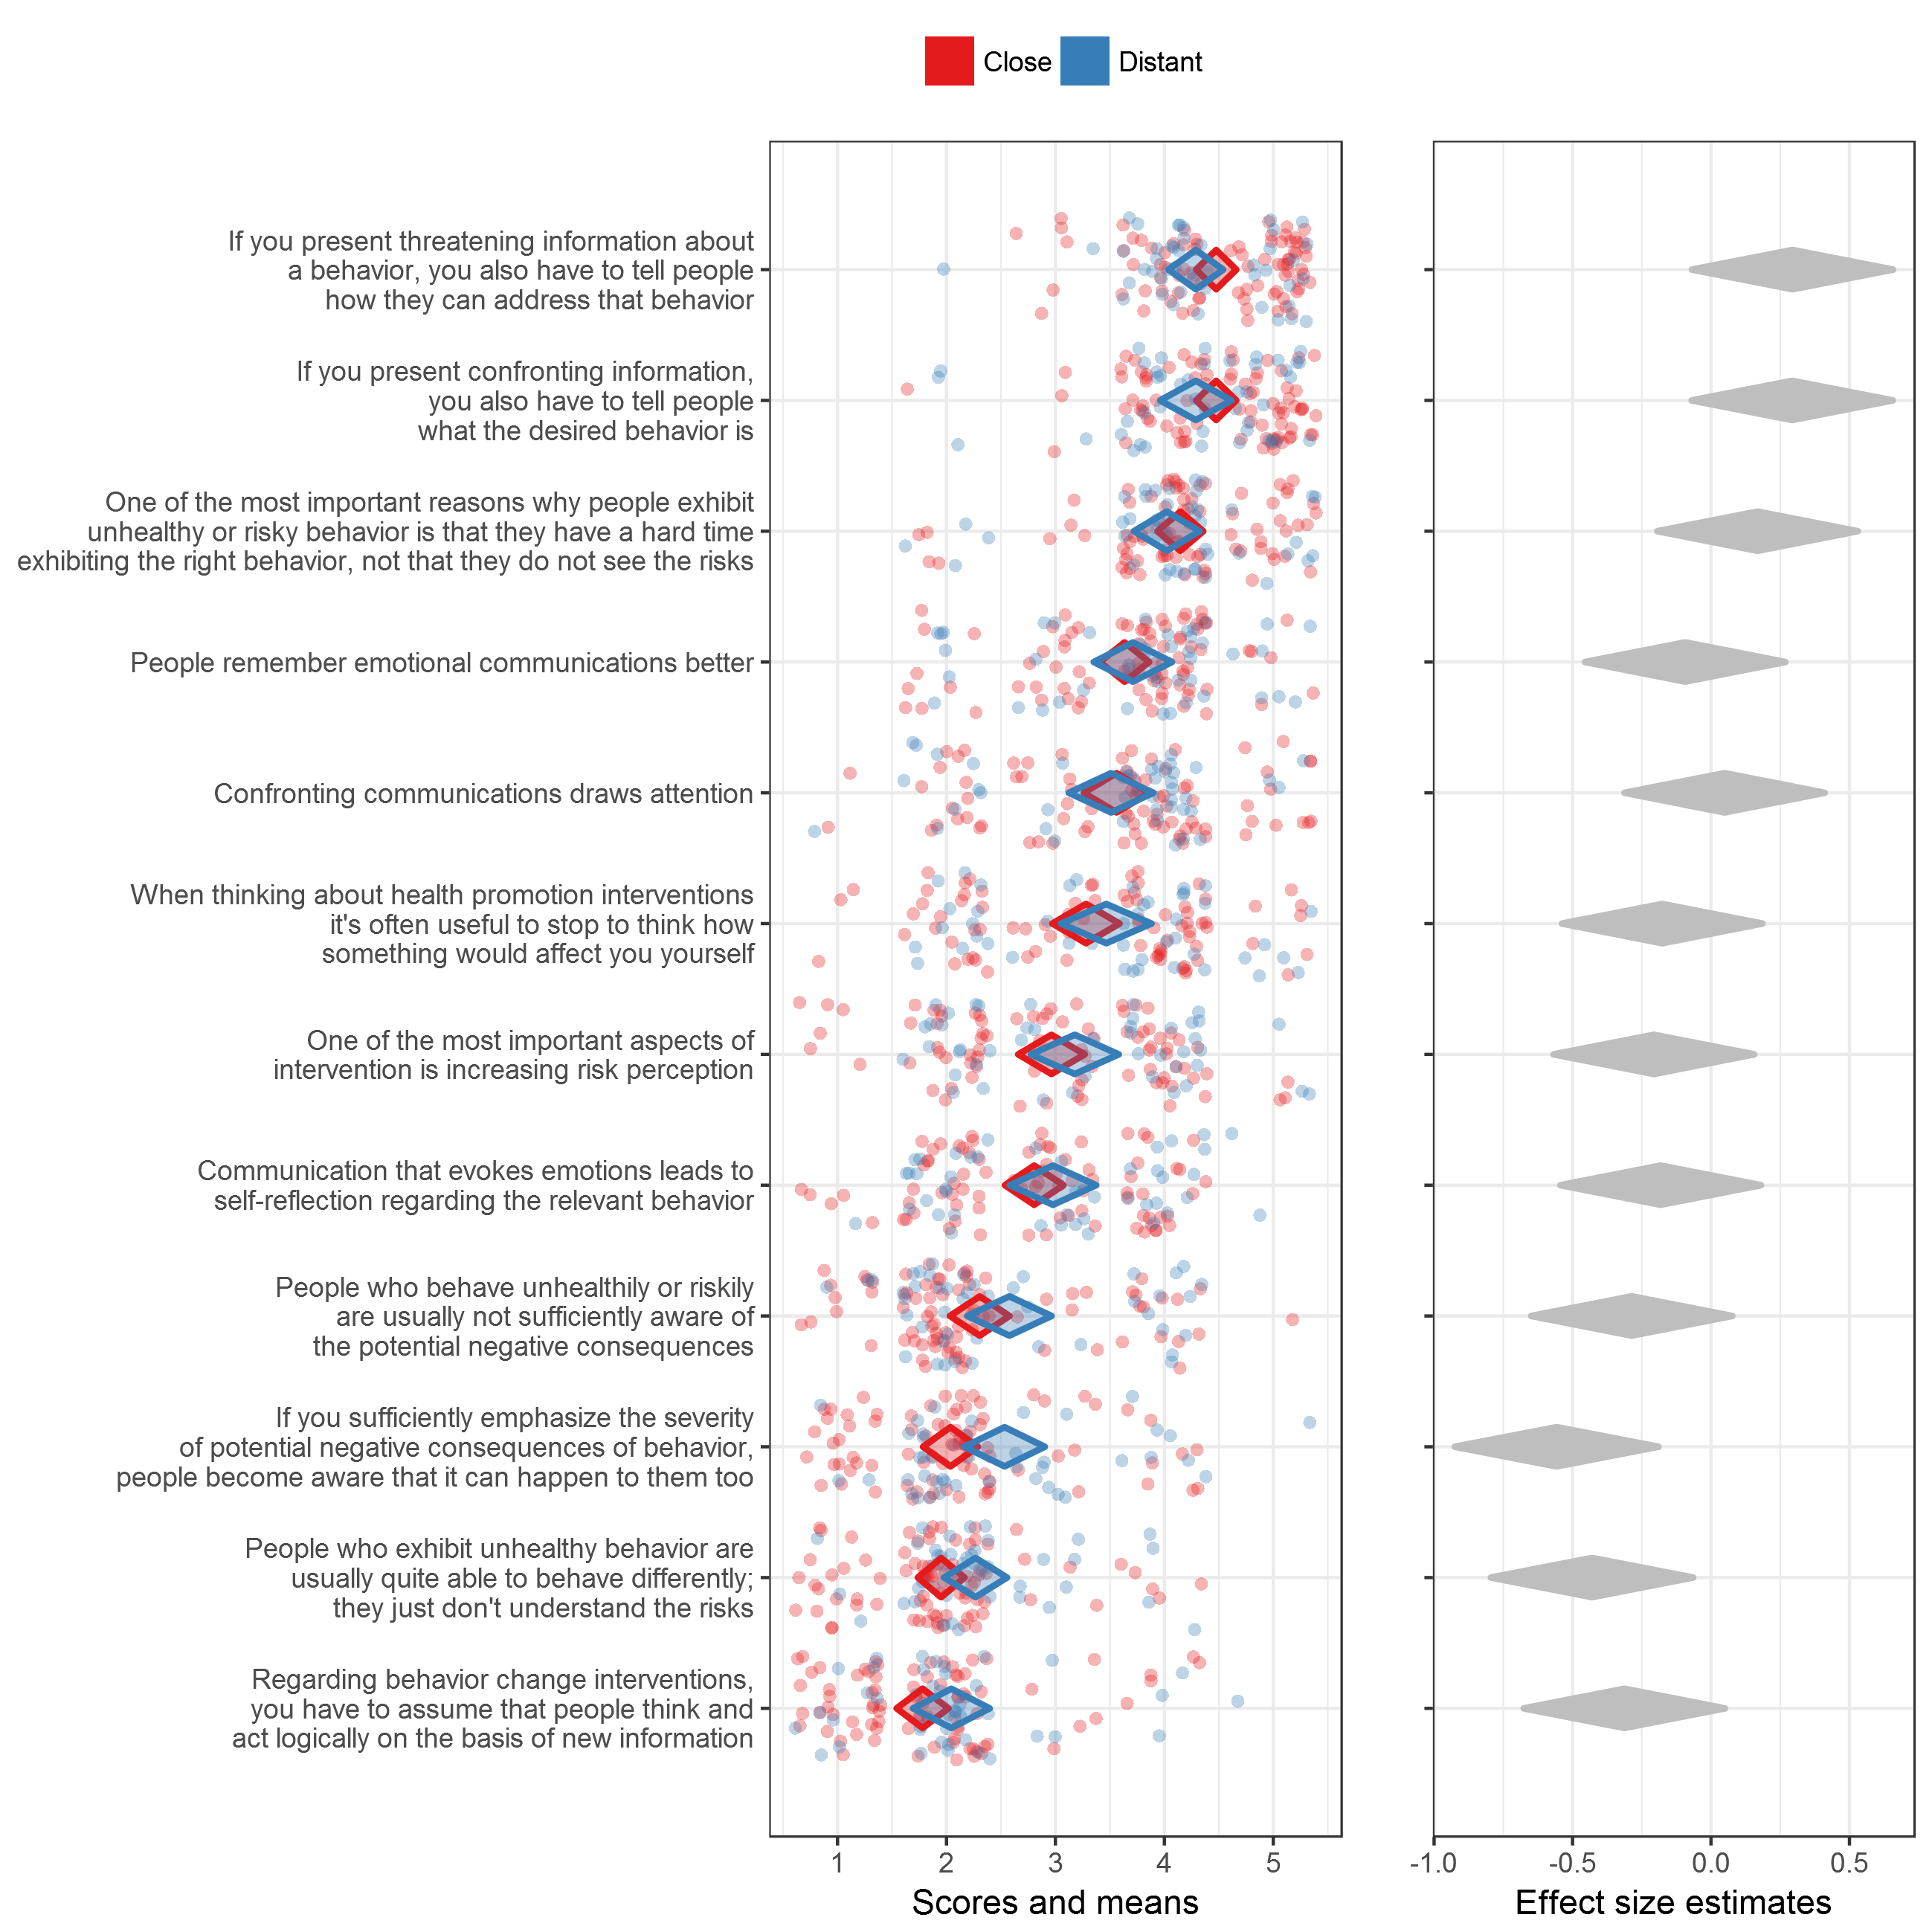 Close Distant
If you present threatening information about
a behavior, you also have to tell people
how they can address that behavior
If you present confronting information,
you also have to tell people
what the desired behavior is
One of the most important reasons why people exhibit
unhealthy or risky behavior is that they have a hard time
exhibiting the right behavior, not that they do not see the risks
People remember emotional communications better
Confronting communications draws attention
When thinking about health promotion interventions
it's often useful to stop to think how
something would affect you yourself
One of the most important aspects of
intervention is increasing risk perception
Communication that evokes emotions leads to
self-reflection regarding the relevant behavior
People who behave unhealthily or riskily
are usually not sufficiently aware of
the potential negative consequences
If you sufficiently emphasize the severity
of potential negative consequences of behavior,
people become aware that it can happen to them too
People who exhibit unhealthy behavior are
usually quite able to behave differently;
they just don't understand the risks
Regarding behavior change interventions,
you have to assume that people think and
act logically on the basis of new information
1 2 3 4 5
Scores and means
-1.0 -0.5 0.0 0.5
Effect size estimates